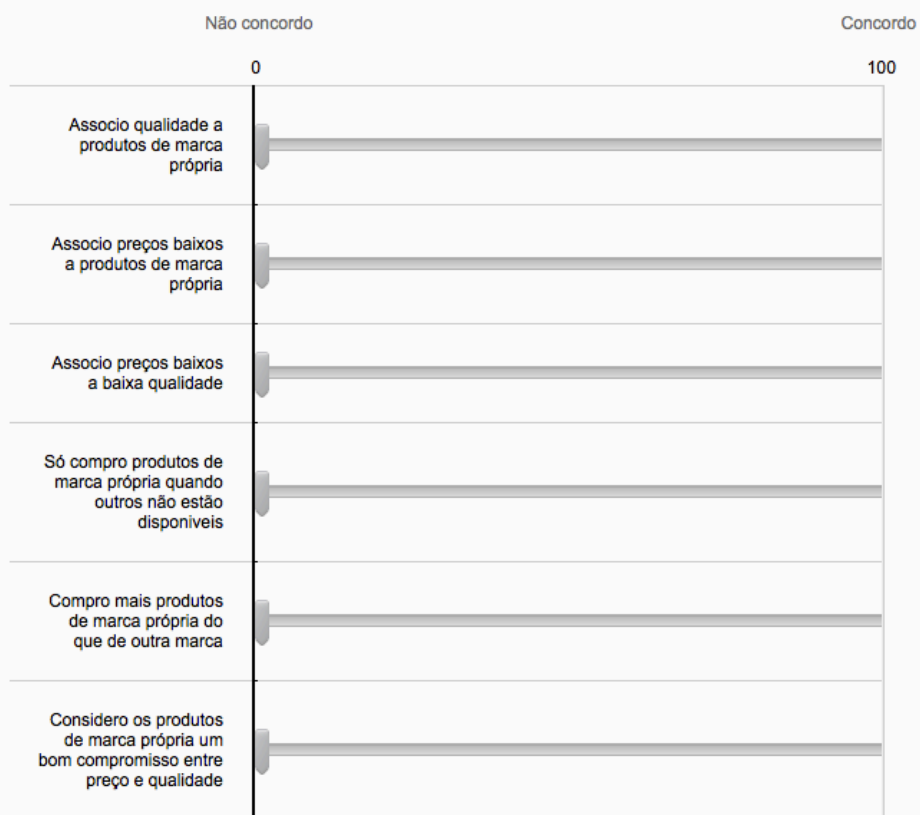 Não concordo
Concordo
0
100
Associo qualidade a
produtos de marca
própria
Associo preços baixos
a produtos de marca
própria
Associo preços baixos
a baixa qualidade
Só compro produtos de
marca própria quando
outros não estão
disponiveis
Compro mais produtos
de marca própria do
que de outra marca
Considero os produtos
de marca própria um
bom compromisso entre
preço e qualidade